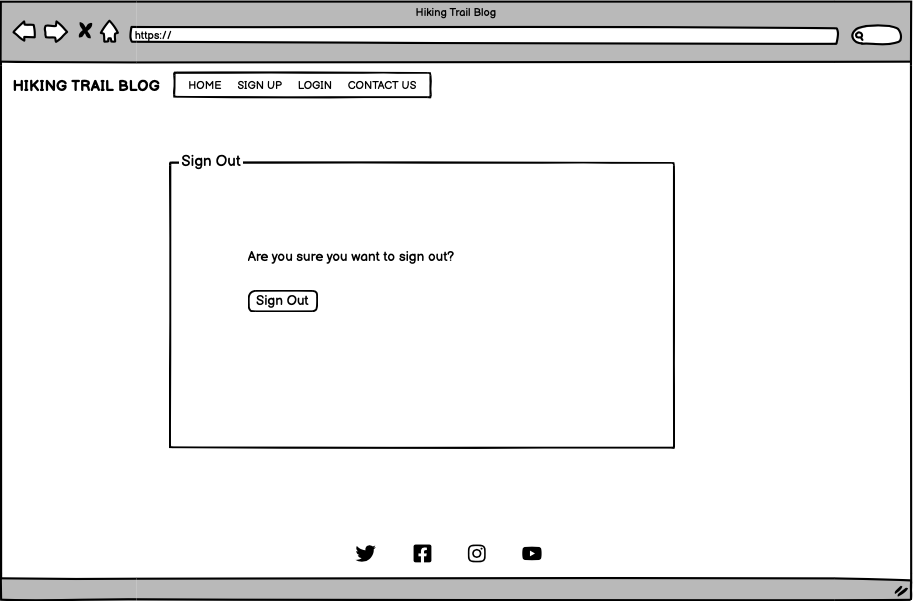 Hiking Trail Blog
https://
HIKING TRAIL BLOG HOME SIGN UP LOGIN CONTACT US
Sign Out
Are you sure you want to sign out?
Sign Out